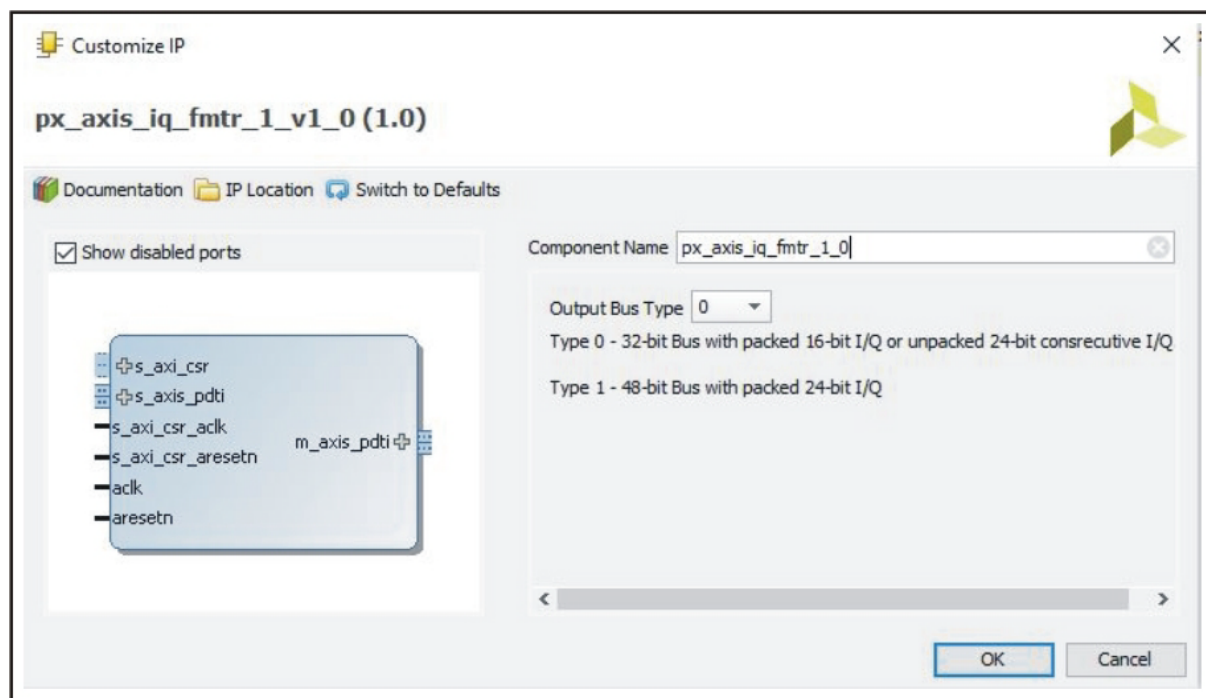 Customize IP
px_axis_iq_fmtr_1_v1_0 (1.0)
Documentation IP Location Switch to Defaults
Show disabled ports
s_axi_csr
s_axis_pdti
s_axi_csr_aclk
s_axi_csr_aresetn
aclk
aresetn
m_axis_pdti
Component Name px_axis_iq_fmtr_1_0
Output Bus Type 0
Type 0 - 32-bit Bus with packed 16-bit I/Q or unpacked 24-bit consrecutive I/Q
Type 1 - 48-bit Bus with packed 24-bit I/Q
OK Cancel